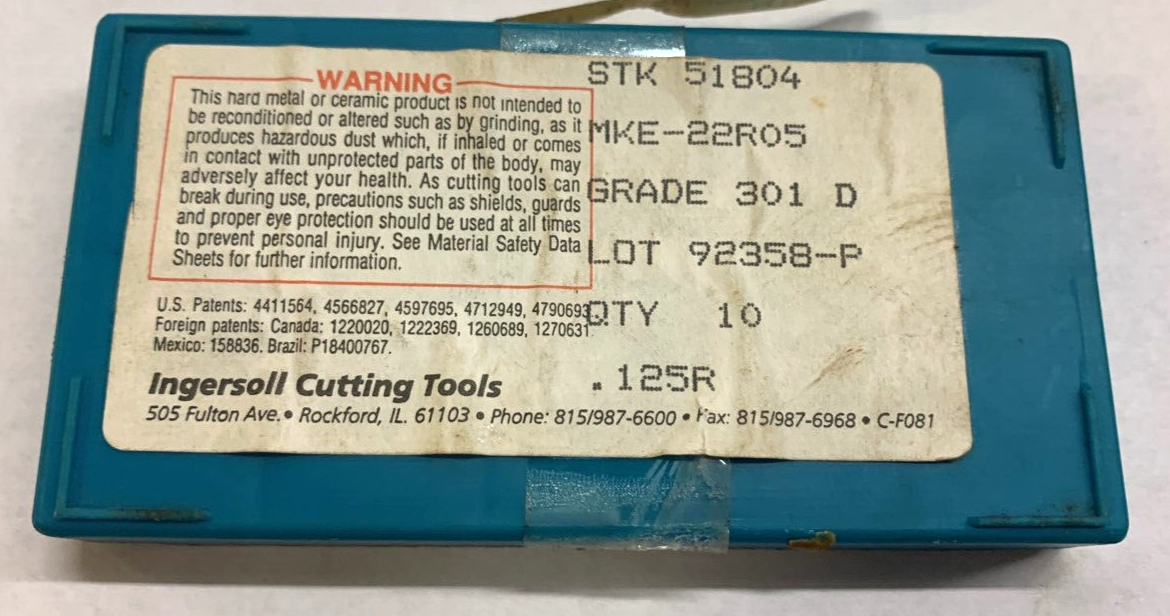 WARNING
This hard metal or ceramic product is not intended to
be reconditioned or altered such as by grinding, as it
produces hazardous dust which, if inhaled or comes
in contact with unprotected parts of the body, may
adversely affect your health. As cutting tools can
break during use, precautions such as shields, guards
and proper eye protection should be used at all times
to prevent personal injury. See Material Safety Data
Sheets for further information.
U.S. Patents: 4411564, 4566827, 4597695, 4712949, 4790693
Foreign patents: Canada: 1220020, 1222369, 1260689, 1270631
Mexico: 158836. Brazil: P18400767.
STK 51804
MKE-22R05
GRADE 301 D
LOT 92358-P
QTY 10
.125R
Ingersoll Cutting Tools
505 Fulton Ave. • Rockford, IL. 61103 • Phone: 815/987-6600 • Fax: 815/987-6968 • C-F081